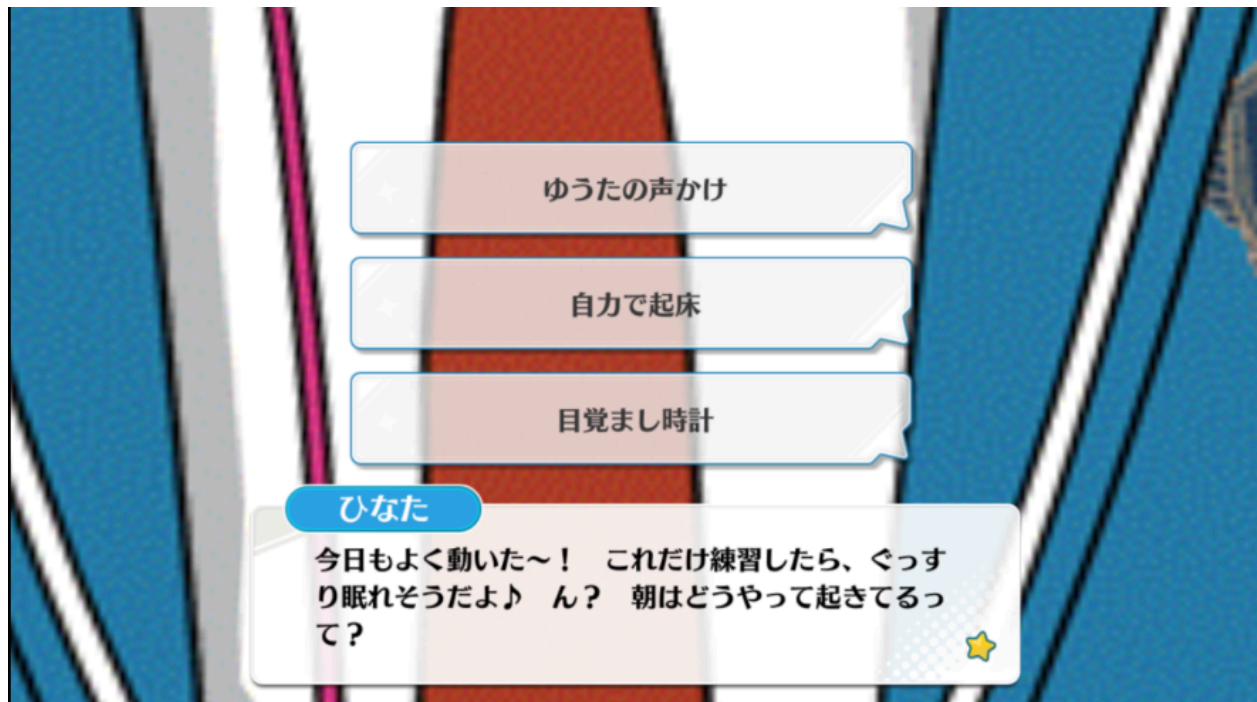 ゆうたの声かけ
自力で起床
目覚まし時計
ひなた
今日もよく動いた～！　これだけ練習したら、ぐっす
り眠れそうだよ♪　ん？　朝はどうやって起きてるっ
て？